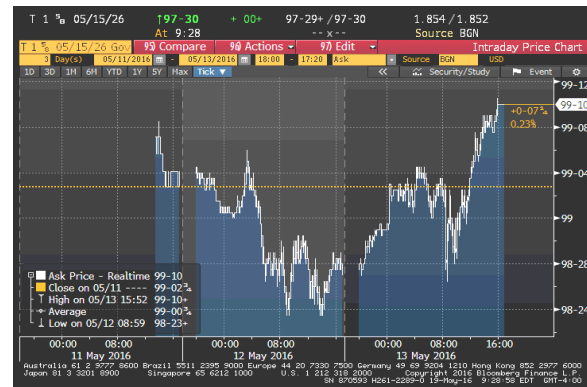 T 1 ⅝ 05/15/26 ↑97-30 + 00+ 97-29+ /97-30 1.854 /1.852
At 9:28 -- x -- Source BGN
T 1 ⅝ 05/15/26 Gov 95) Compare 96) Actions 97) Edit Intraday Price Chart
3 Day(s) 05/11/2016 - 05/13/2016 18:00 - 17:20 Ask Source BGN USD
1D 3D 1M 6M YTD 1Y 5Y Max Tick ▼ « Security/Study Event
99-12
99-10
+0-07¾
0.23%
99-08
99-04
99
98-28
98-24
Ask Price - Realtime 99-10
Close on 05/11 ---- 99-02¾
High on 05/13 15:52 99-10+
Average 99-00¾
Low on 05/12 08:59 98-23+
00:00 08:00 00:00 08:00 00:00 08:00 16:00
11 May 2016 12 May 2016 13 May 2016
Australia 61 2 9777 8600 Brazil 5511 2395 9000 Europe 44 20 7330 7500 Germany 49 69 9204 1210 Hong Kong 852 2977 6000
Japan 81 3 3201 8900 Singapore 65 6212 1000 U.S. 1 212 318 2000 Copyright 2016 Bloomberg Finance L.P.
SN 870593 H261-2289-0 19-May-16 9:28:58 EDT GMT-4:00